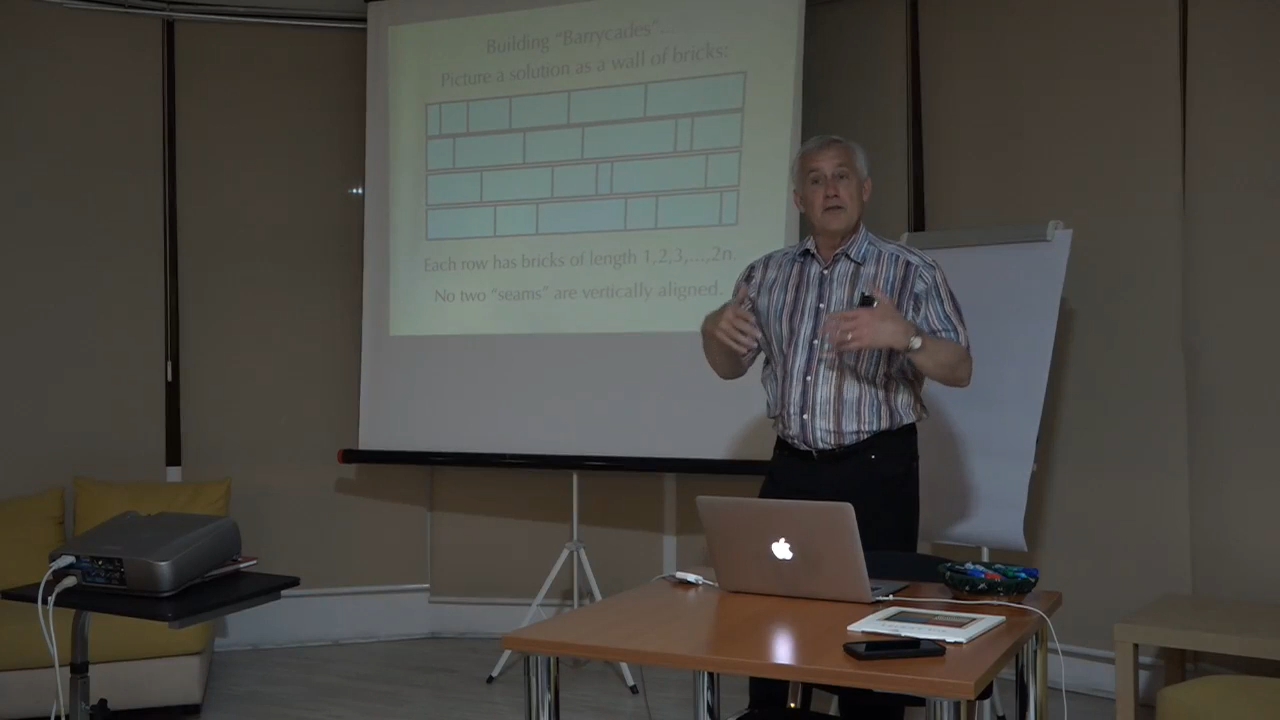 Building "Barrycades"...
Picture a solution as a wall of bricks:
Each row has bricks of length 1,2,3,...,2n.
No two "seams" are vertically aligned.